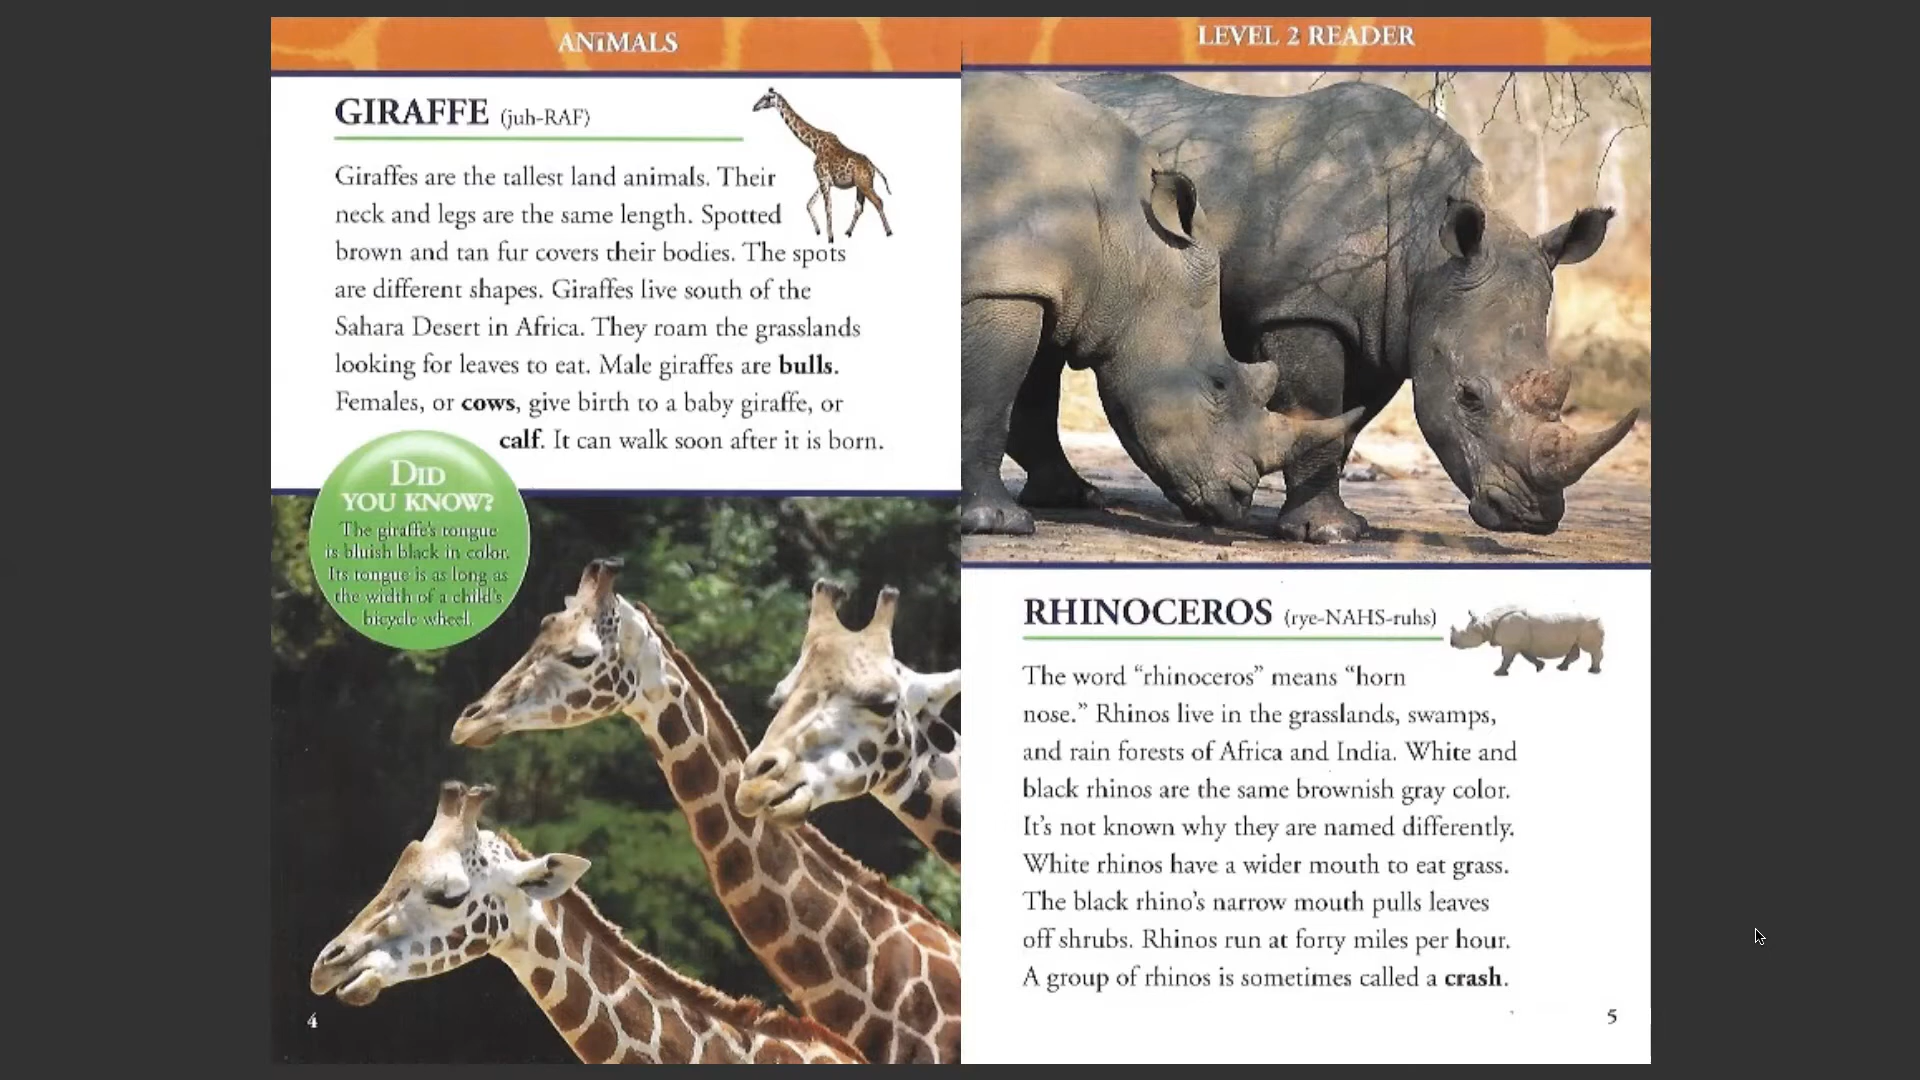 ANiMALS
GIRAFFE (juh-RAF)
Giraffes are the tallest land animals. Their
neck and legs are the same length. Spotted
brown and tan fur covers their bodies. The spots
are different shapes. Giraffes live south of the
Sahara Desert in Africa. They roam the grasslands
looking for leaves to eat. Male giraffes are bulls.
Females, or cows, give birth to a baby giraffe, or
calf. It can walk soon after it is born.
DID
YOU KNOW?
The giraffe's tongue
is bluish black in color.
Its tongue is as long as
the width of a child's
bicycle wheel.
4
LEVEL 2 READER
RHINOCEROS (rye-NAHS-ruhs)
The word “rhinoceros” means “horn
nose.” Rhinos live in the grasslands, swamps,
and rain forests of Africa and India. White and
black rhinos are the same brownish gray color.
It's not known why they are named differently.
White rhinos have a wider mouth to eat grass.
The black rhino's narrow mouth pulls leaves
off shrubs. Rhinos run at forty miles per hour.
A group of rhinos is sometimes called a crash.
5